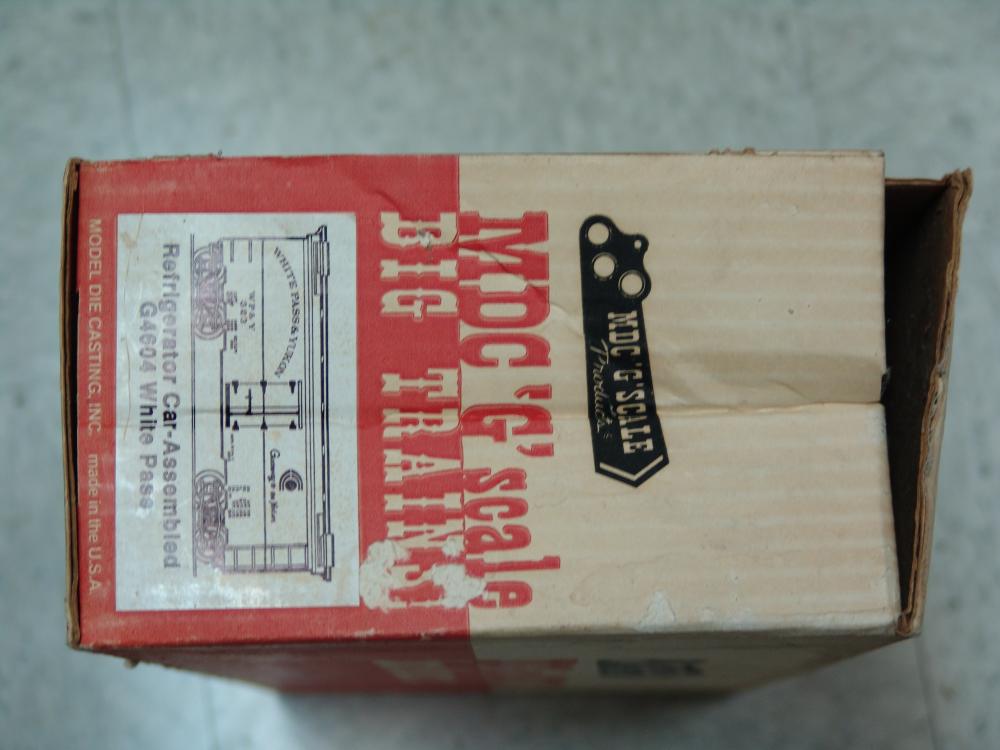 MDC 'G' SCALE
Products
MDC 'G' scale
BIG TRAINS!
WHITE PASS & YUKON
WP&Y
Refrigerator Car-Assembled
G4604 White Pass
MODEL DIE CASTING, INC. made in the U.S.A.